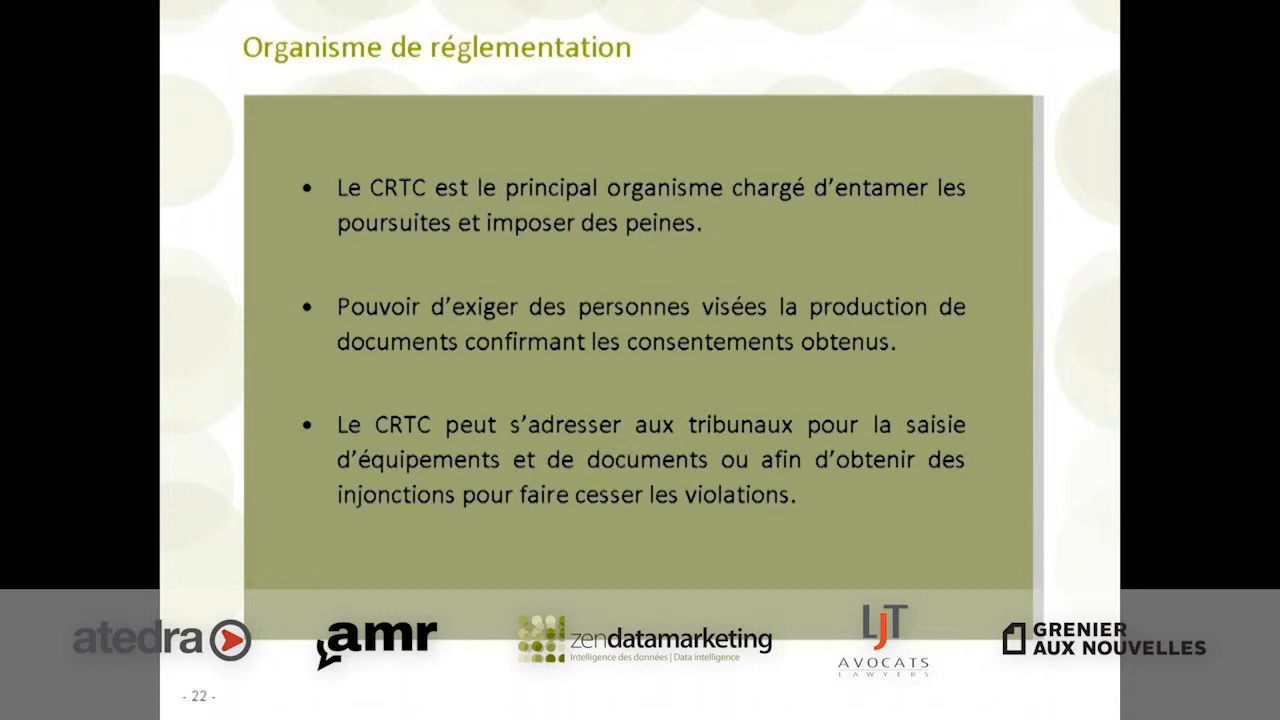 Organisme de réglementation
• Le CRTC est le principal organisme chargé d’entamer les
poursuites et imposer des peines.
• Pouvoir d’exiger des personnes visées la production de
documents confirmant les consentements obtenus.
• Le CRTC peut s’adresser aux tribunaux pour la saisie
d’équipements et de documents ou afin d’obtenir des
injonctions pour faire cesser les violations.
atedra
amr
zendatamarketing
Intelligence des données | Data intelligence
LJT
AVOCATS
LAWYERS
GRENIER
AUX NOUVELLES
- 22 -